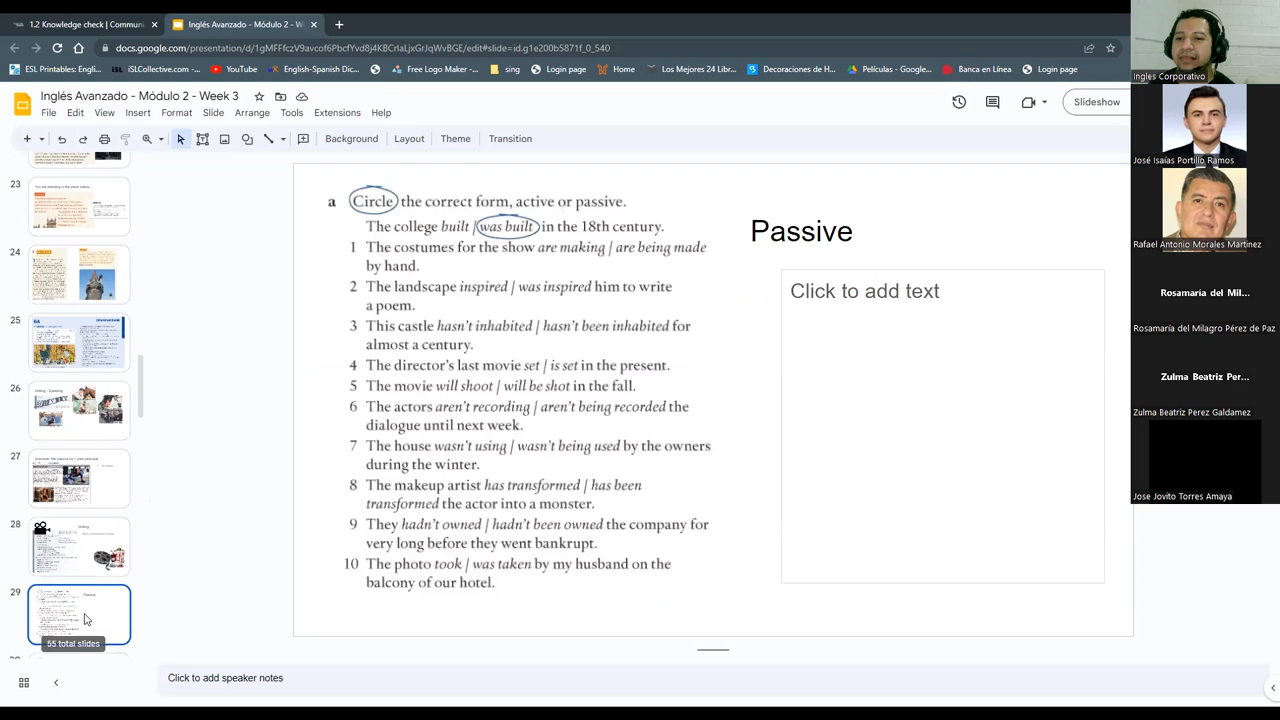 1.2 Knowledge check | Commun
Inglés Avanzado - Módulo 2 - W
docs.google.com/presentation/d/1gMFffczV9avcof6PbcfYvd8j4KBCrIaLjxGrJqWvBGE/edit#slide=id.g1e200b5871f_0_540
ESL Printables: Engli...
iSLCollective.com -...
YouTube
English-Spanish Dic...
Free Logo Maker -...
Login page
Home
Los Mejores 24 Libr...
Decoraciones de H...
Películas - Google...
Banca en Línea
Login page
Inglés Avanzado - Módulo 2 - Week 3
File Edit View Insert Format Slide Arrange Tools Extensions Help
Slideshow
Background Layout Theme Transition
23
24
25
26
27
28
29
55 total slides
a Circle the correct form, active or passive.
The college built / was built in the 18th century.
1 The costumes for the show are making / are being made
by hand.
2 The landscape inspired / was inspired him to write
a poem.
3 This castle hasn't inhabited / hasn't been inhabited for
almost a century.
4 The director's last movie set / is set in the present.
5 The movie will shoot / will be shot in the fall.
6 The actors aren't recording / aren't being recorded the
dialogue until next week.
7 The house wasn't using / wasn't being used by the owners
during the winter.
8 The makeup artist has transformed / has been
transformed the actor into a monster.
9 They hadn't owned / hadn't been owned the company for
very long before it went bankrupt.
10 The photo took / was taken by my husband on the
balcony of our hotel.
Passive
Click to add text
Click to add speaker notes
Ingles Corporativo
José Isaías Portillo Ramos
Rafael Antonio Morales Martinez
Rosamaria del Mil...
Rosamaría del Milagro Pérez de Paz
Zulma Beatriz Per...
Zulma Beatriz Perez Galdamez
Jose Jovito Torres Amaya